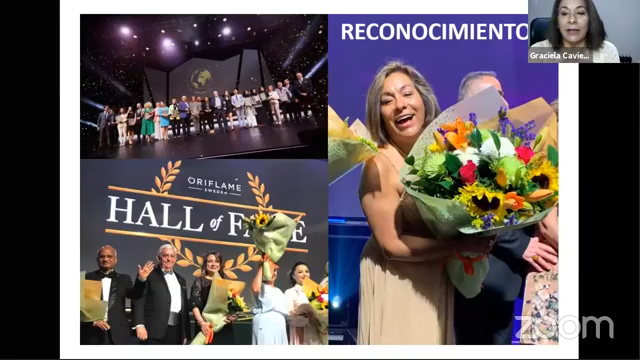 RECONOCIMIENTO
Graciela Cavie...
ORIFLAME
SWEDEN
HALL of FAME
zoom